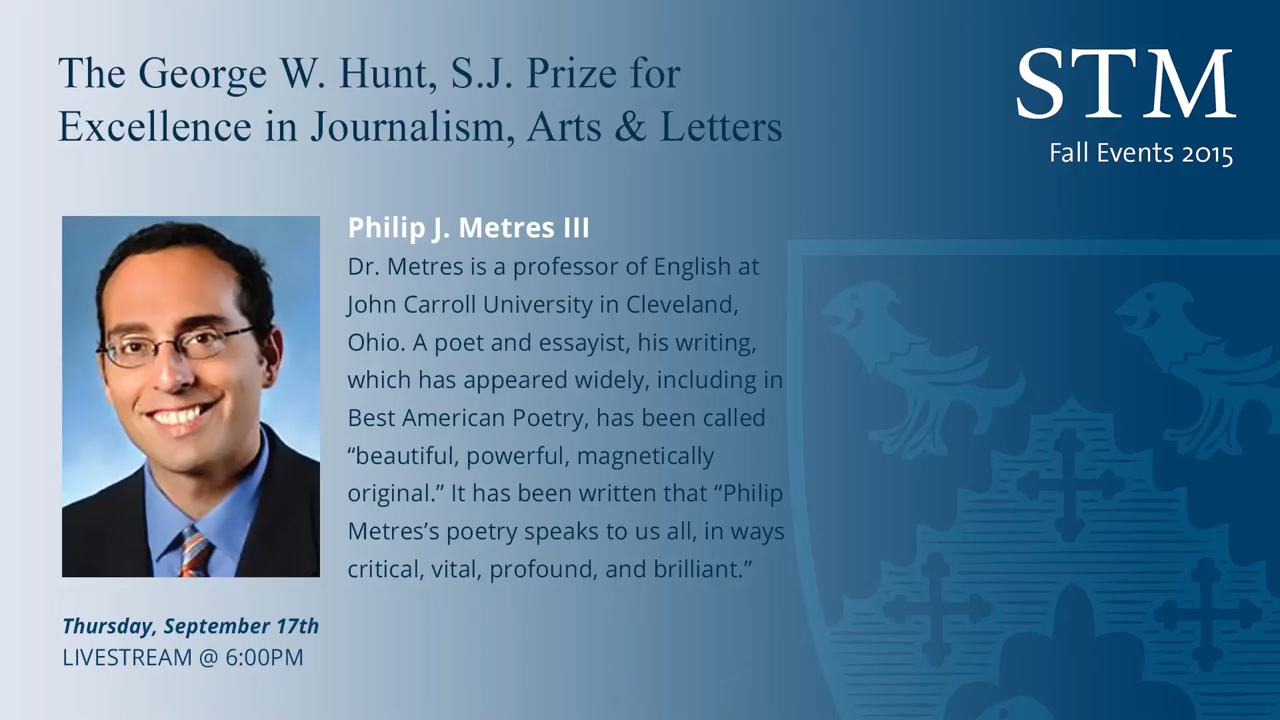 The George W. Hunt, S.J. Prize for
Excellence in Journalism, Arts & Letters
STM
Fall Events 2015
Philip J. Metres III
Dr. Metres is a professor of English at
John Carroll University in Cleveland,
Ohio. A poet and essayist, his writing,
which has appeared widely, including in
Best American Poetry, has been called
“beautiful, powerful, magnetically
original.” It has been written that “Philip
Metres’s poetry speaks to us all, in ways
critical, vital, profound, and brilliant.”
Thursday, September 17th
LIVESTREAM @ 6:00PM